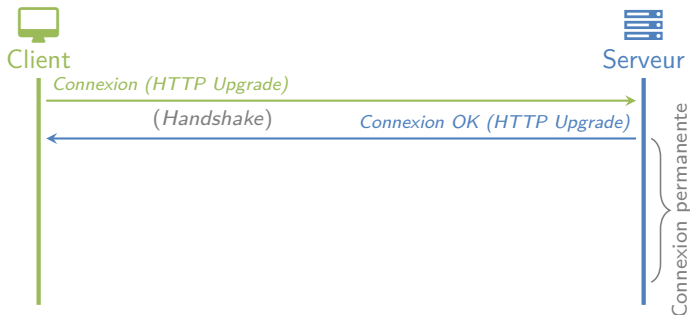 Client
Serveur
Connexion (HTTP Upgrade)
(Handshake)
Connexion OK (HTTP Upgrade)
Connexion permanente